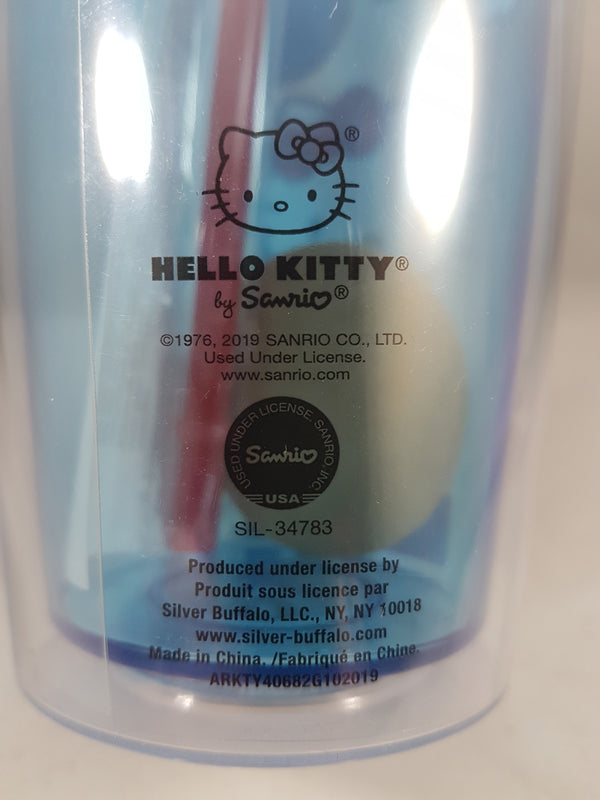 ®
HELLO KITTY®
by Sanrio®
©1976, 2019 SANRIO CO., LTD.
Used Under License.
www.sanrio.com
USED UNDER LICENSE. SANRIO, INC.
Sanrio
USA
SIL-34783
Produced under license by
Produit sous licence par
Silver Buffalo, LLC., NY, NY 10018
www.silver-buffalo.com
Made in China. /Fabriqué en Chine.
ARKTY40682G102019